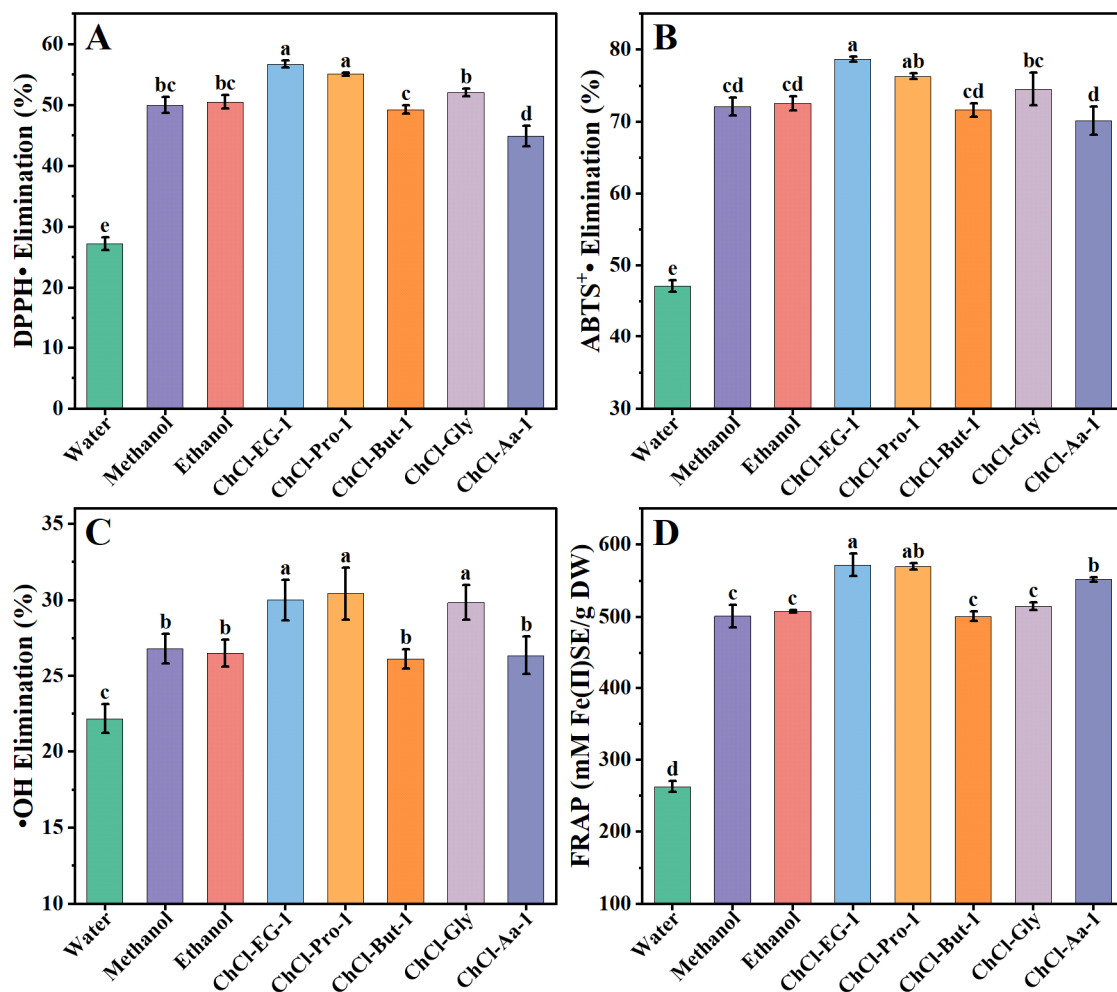 A
DPPH• Elimination (%)
60
50
40
30
20
10
0
e
bc
bc
a
a
c
b
d
Water
Methanol
Ethanol
ChCl-EG-1
ChCl-Pro-1
ChCl-But-1
ChCl-Gly
ChCl-Aa-1
B
ABTS⁺• Elimination (%)
80
70
60
50
40
30
e
cd
cd
a
ab
cd
bc
d
Water
Methanol
Ethanol
ChCl-EG-1
ChCl-Pro-1
ChCl-But-1
ChCl-Gly
ChCl-Aa-1
C
•OH Elimination (%)
35
30
25
20
15
10
c
b
b
a
a
b
a
b
Water
Methanol
Ethanol
ChCl-EG-1
ChCl-Pro-1
ChCl-But-1
ChCl-Gly
ChCl-Aa-1
D
FRAP (mM Fe(II)SE/g DW)
600
500
400
300
200
100
d
c
c
a
ab
c
c
b
Water
Methanol
Ethanol
ChCl-EG-1
ChCl-Pro-1
ChCl-But-1
ChCl-Gly
ChCl-Aa-1